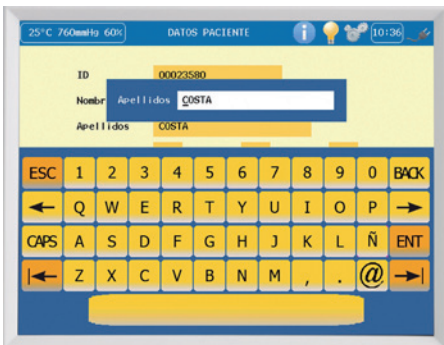 25°C 760mmHg 60% DATOS PACIENTE i 10:36
ID 00023580
Nombr Apellidos COSTA
Apellidos COSTA
ESC 1 2 3 4 5 6 7 8 9 0 BACK
Q W E R T Y U I O P
CAPS A S D F G H J K L Ñ ENT
Z X C V B N M , . @